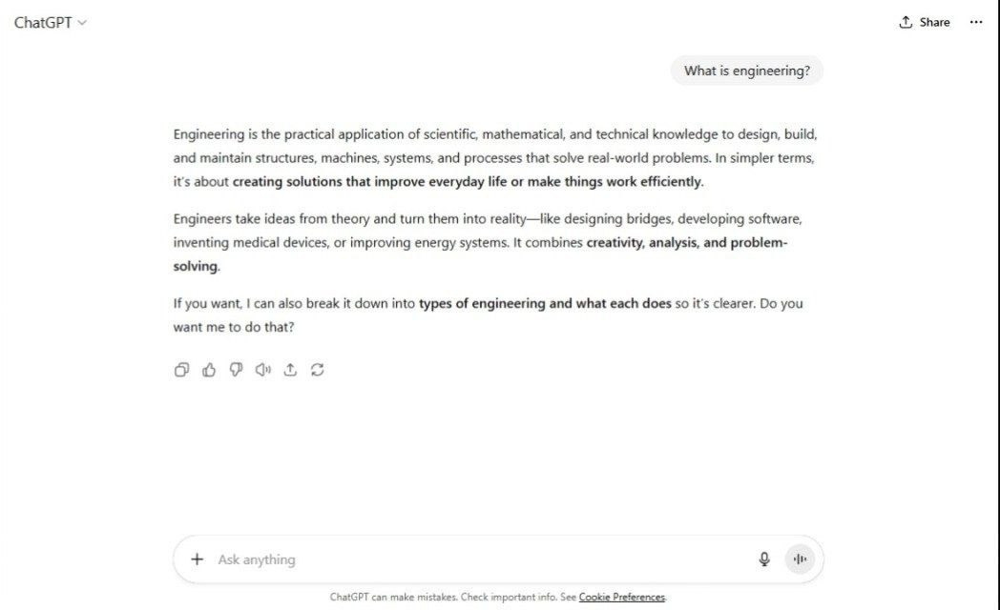 ChatGPT
Share
What is engineering?
Engineering is the practical application of scientific, mathematical, and technical knowledge to design, build,
and maintain structures, machines, systems, and processes that solve real-world problems. In simpler terms,
it's about creating solutions that improve everyday life or make things work efficiently.
Engineers take ideas from theory and turn them into reality—like designing bridges, developing software,
inventing medical devices, or improving energy systems. It combines creativity, analysis, and problem-
solving.
If you want, I can also break it down into types of engineering and what each does so it's clearer. Do you
want me to do that?
Ask anything
ChatGPT can make mistakes. Check important info. See Cookie Preferences.